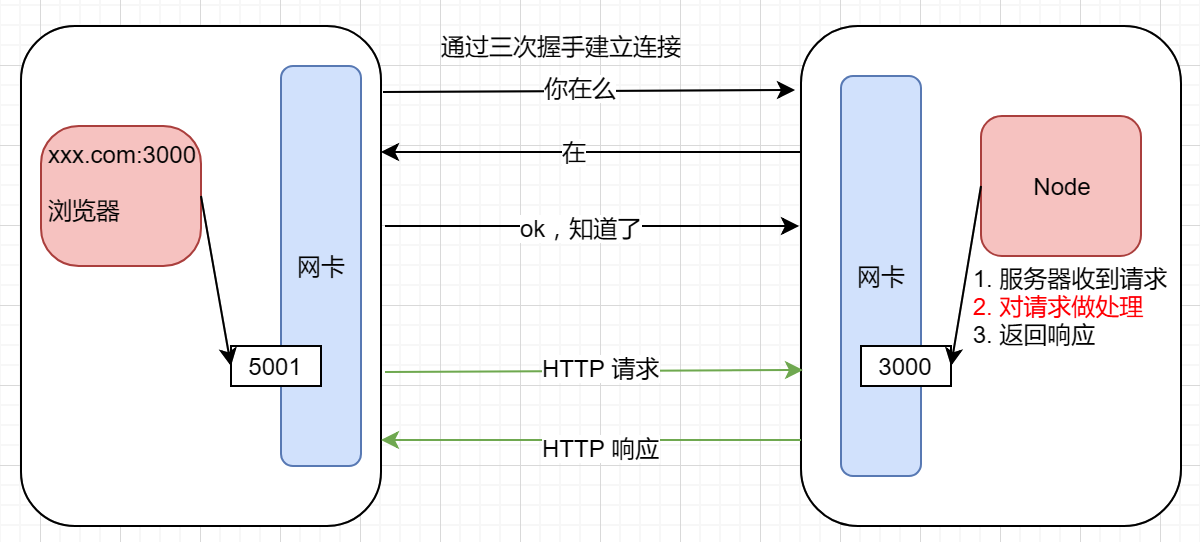 通过三次握手建立连接
你在么
在
ok，知道了
HTTP 请求
HTTP 响应
xxx.com:3000
浏览器
网卡
5001
网卡
3000
Node
1. 服务器收到请求
2. 对请求做处理
3. 返回响应